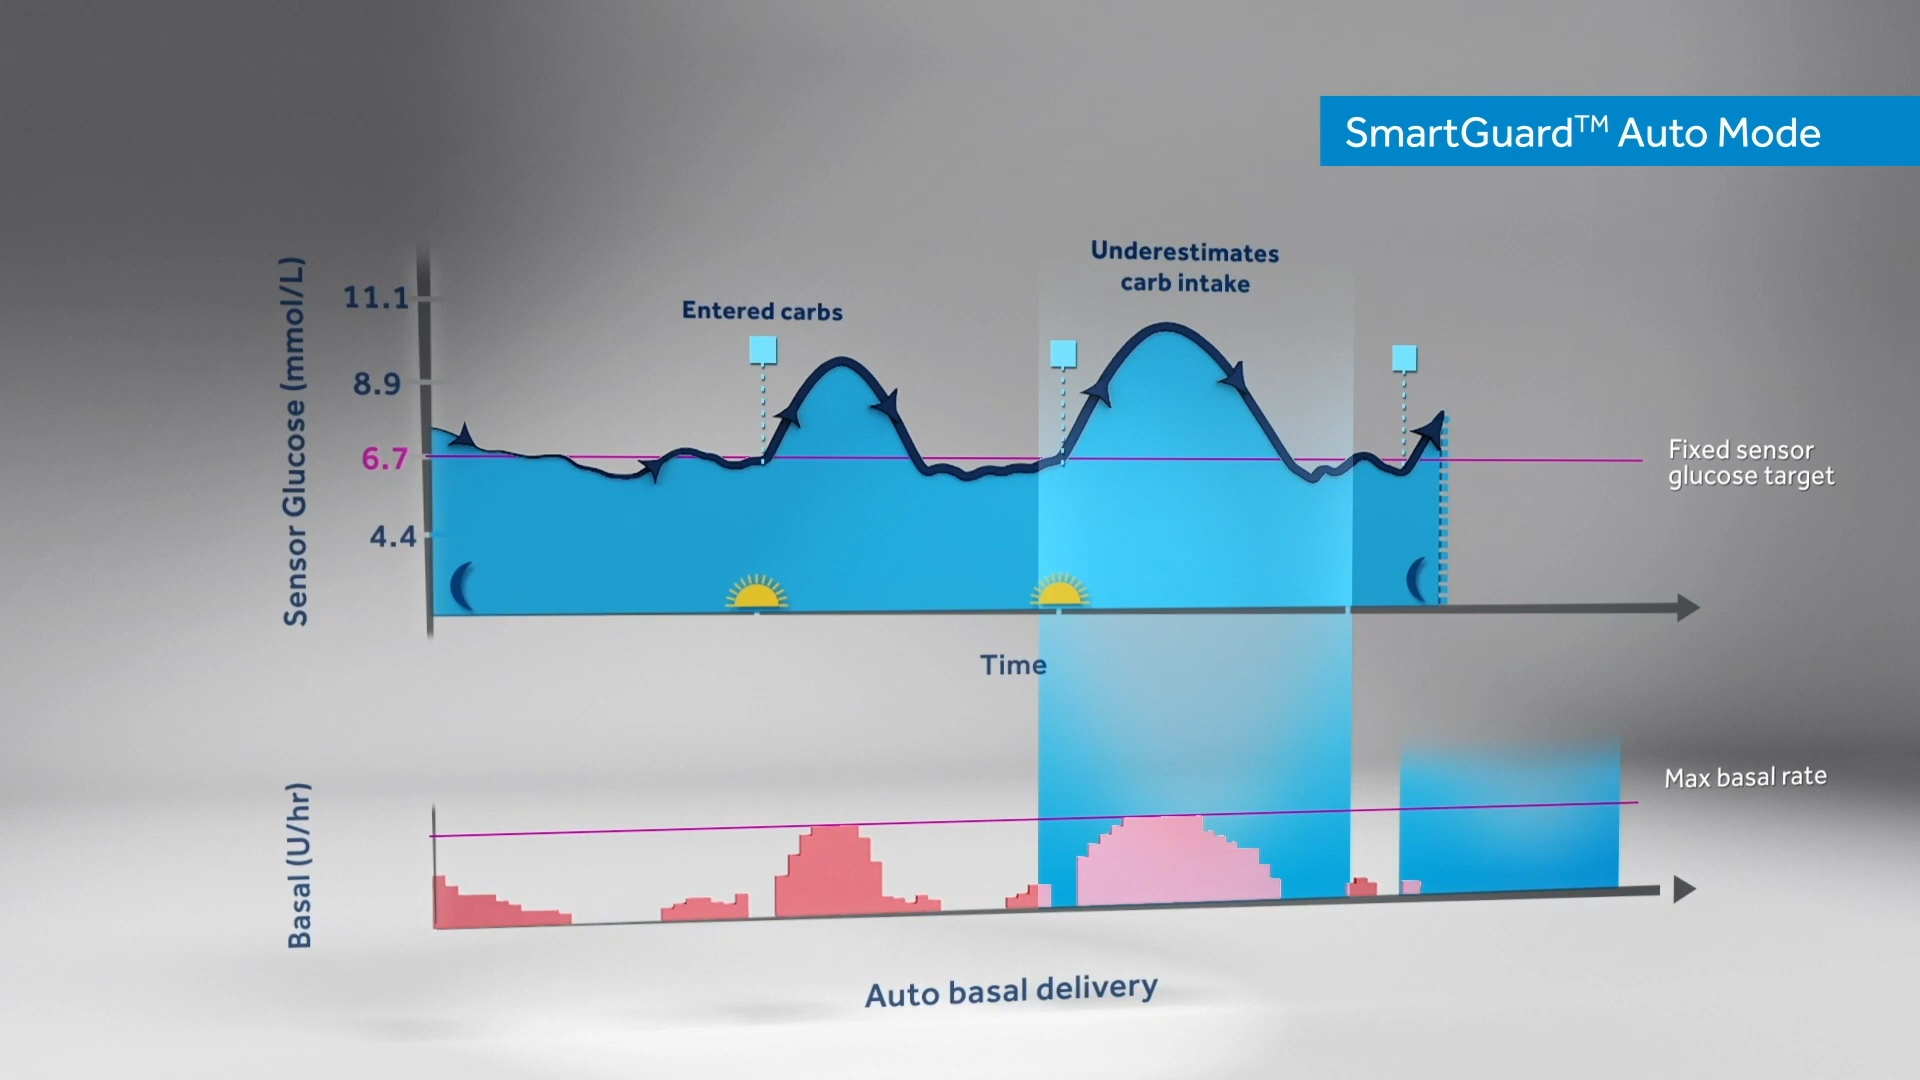 SmartGuard™ Auto Mode
Underestimates
carb intake
Entered carbs
Sensor Glucose (mmol/L)
11.1
8.9
6.7
4.4
Fixed sensor
glucose target
Time
Max basal rate
Basal (U/hr)
Auto basal delivery